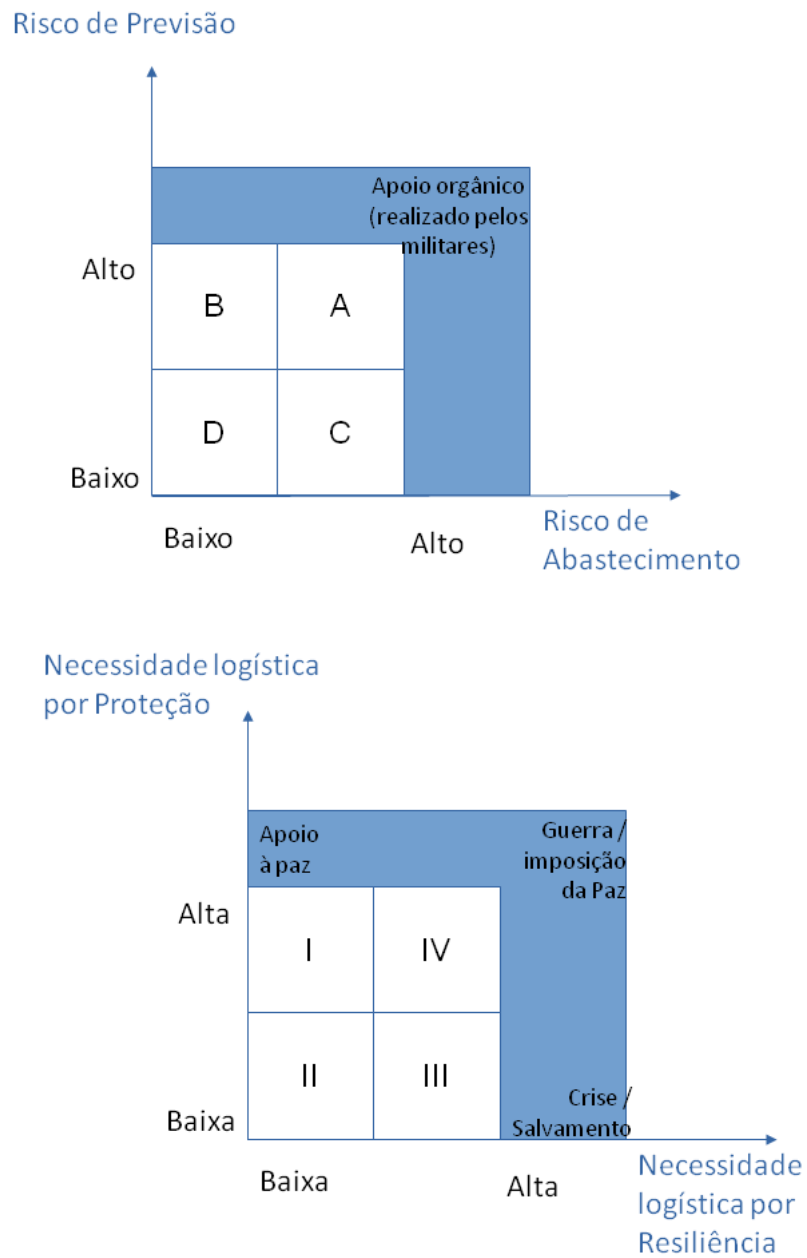 Risco de Previsão
Apoio orgânico
(realizado pelos
militares)
Alto
B
A
D
C
Baixo
Baixo
Alto
Risco de
Abastecimento
Necessidade logística
por Proteção
Apoio
à paz
Guerra /
imposição
da Paz
Alta
I
IV
II
III
Baixa
Crise /
Salvamento
Baixa
Alta
Necessidade
logística por
Resiliência